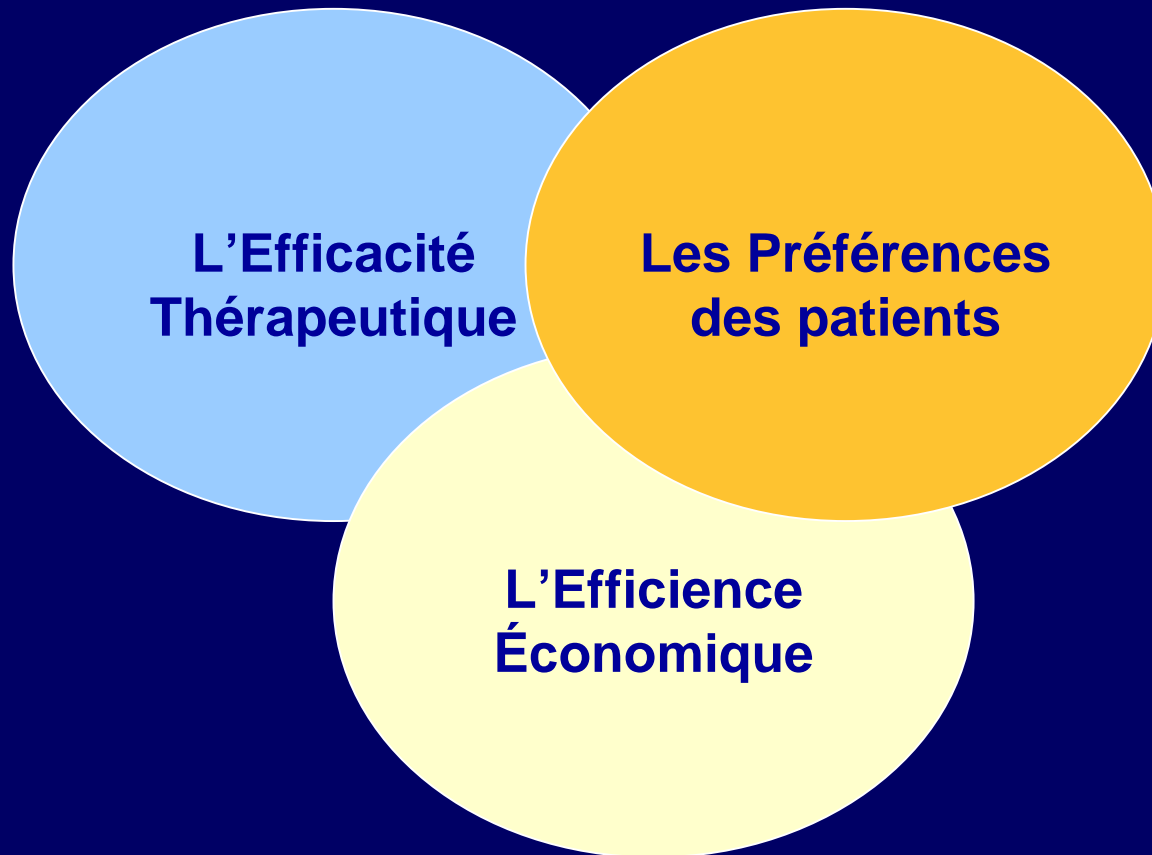 L’Efficacité
Thérapeutique
Les Préférences
des patients
L’Efficience
Économique